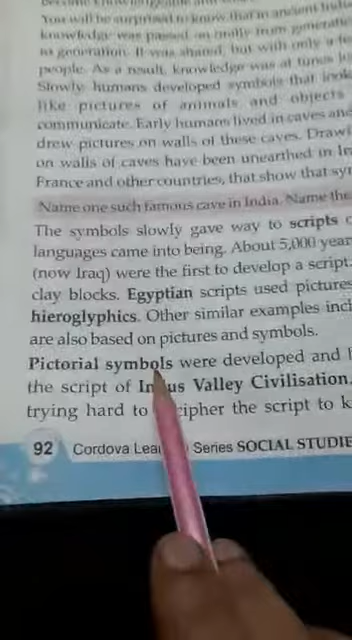 You will be surprised to know that in ancient India
knowledge was passed on orally from generation
to generation. It was shared, but with only a few
people. As a result, knowledge was at times
Slowly humans developed symbols that look
like pictures of animals and objects
communicate. Early humans lived in caves and
drew pictures on walls of these caves.
on walls of caves have been unearthed in
France and other countries, that show that
Name one such famous cave in India. Name the
The symbols slowly gave way to scripts
languages came into being. About 5,000 year
(now Iraq) were the first to develop a script.
clay blocks. Egyptian scripts used pictures
hieroglyphics. Other similar examples
are also based on pictures and symbols.
Pictorial symbols were developed and
the script of Indus Valley Civilisation.
trying hard to decipher the script to
92 Cordova Series SOCIAL STUDIE